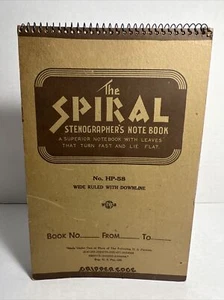 The
SPIRAL
STENOGRAPHER'S NOTE BOOK
A SUPERIOR NOTEBOOK WITH LEAVES
THAT TURN FAST AND LIE FLAT.
No. HP-58
WIDE RULED WITH DOWNLINE
BOOK No. FROM TO